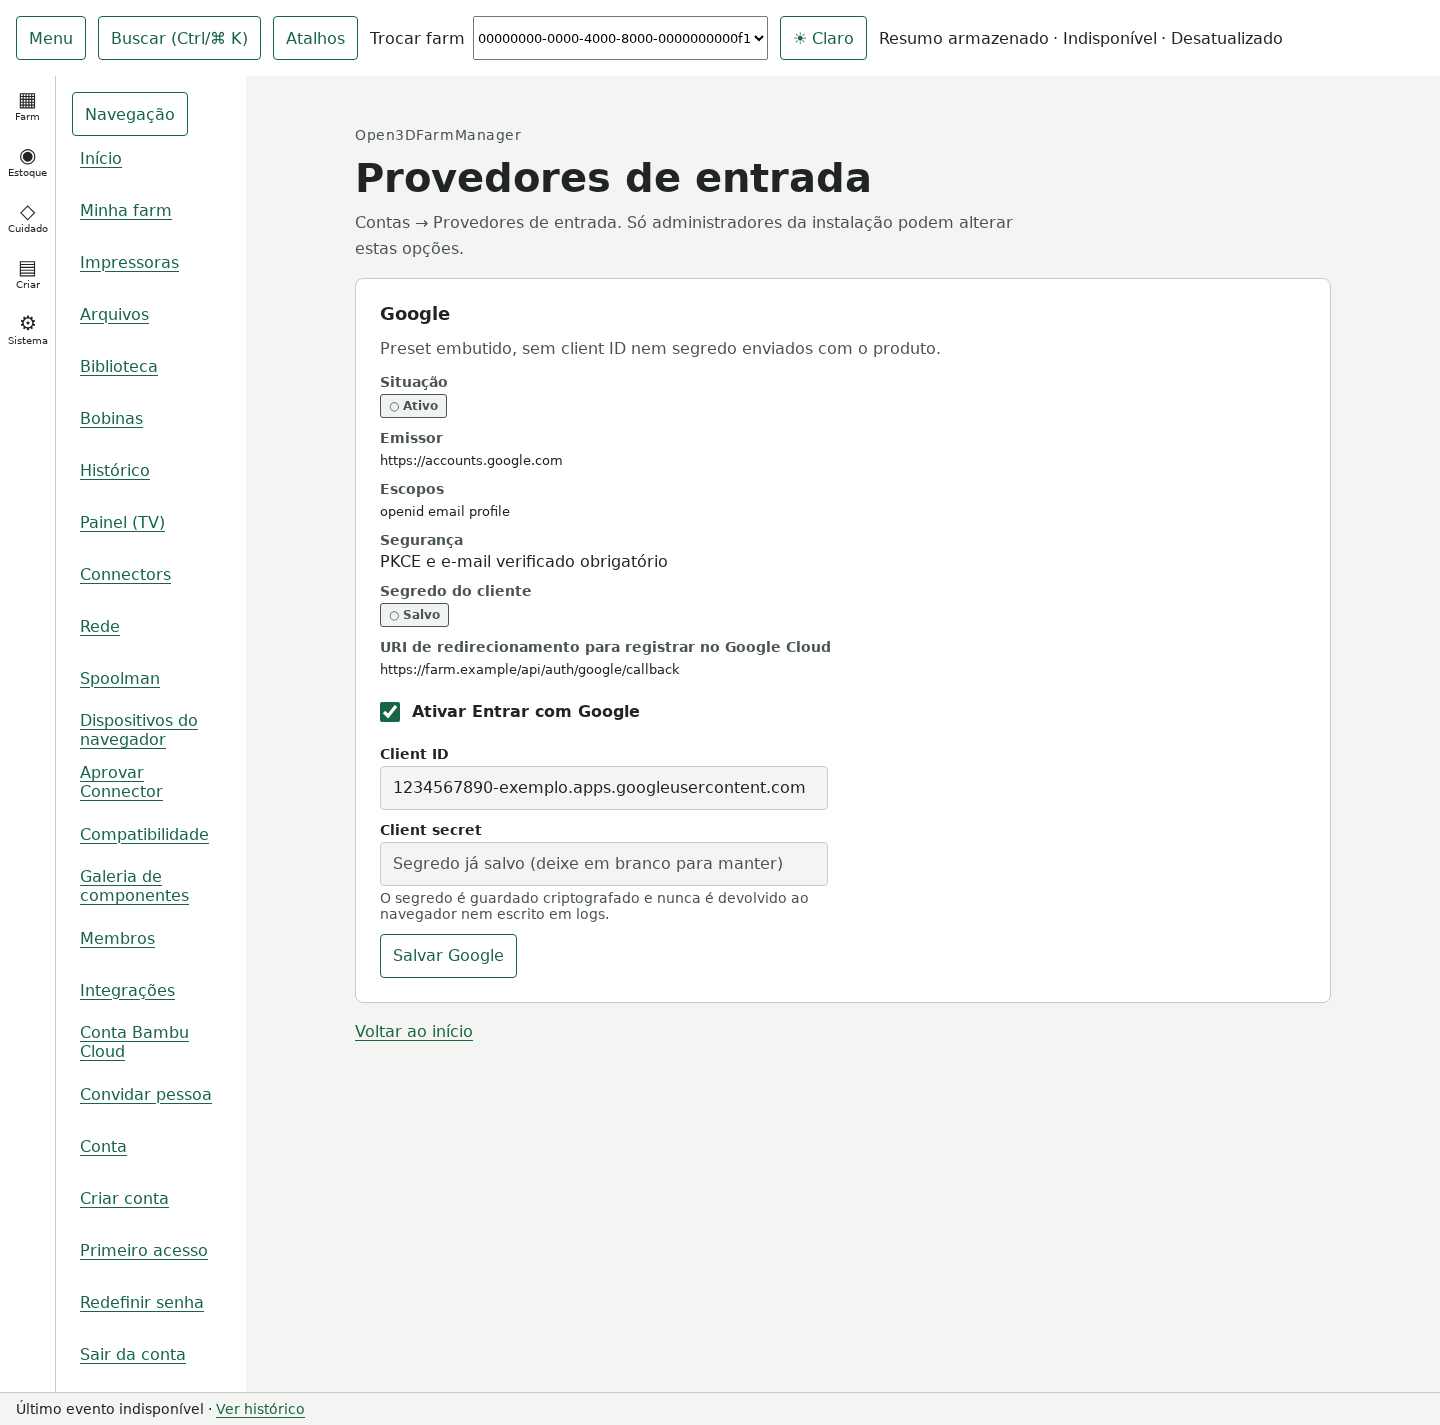 Menu
Buscar (Ctrl/⌘ K)
Atalhos
Trocar farm
00000000-0000-4000-8000-0000000000f1
☀ Claro
Resumo armazenado · Indisponível · Desatualizado
Farm
Estoque
Cuidado
Criar
Sistema
Navegação
Início
Minha farm
Impressoras
Arquivos
Biblioteca
Bobinas
Histórico
Painel (TV)
Connectors
Rede
Spoolman
Dispositivos do
navegador
Aprovar
Connector
Compatibilidade
Galeria de
componentes
Membros
Integrações
Conta Bambu
Cloud
Convidar pessoa
Conta
Criar conta
Primeiro acesso
Redefinir senha
Sair da conta
Open3DFarmManager
Provedores de entrada
Contas → Provedores de entrada. Só administradores da instalação podem alterar
estas opções.
Google
Preset embutido, sem client ID nem segredo enviados com o produto.
Situação
○ Ativo
Emissor
https://accounts.google.com
Escopos
openid email profile
Segurança
PKCE e e-mail verificado obrigatório
Segredo do cliente
○ Salvo
URI de redirecionamento para registrar no Google Cloud
https://farm.example/api/auth/google/callback
Ativar Entrar com Google
Client ID
1234567890-exemplo.apps.googleusercontent.com
Client secret
Segredo já salvo (deixe em branco para manter)
O segredo é guardado criptografado e nunca é devolvido ao
navegador nem escrito em logs.
Salvar Google
Voltar ao início
Último evento indisponível · Ver histórico